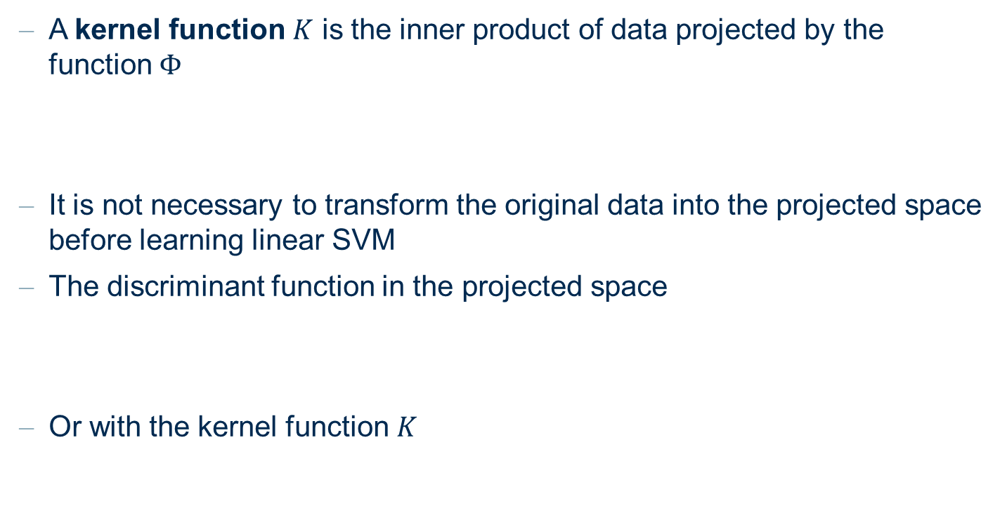 – A kernel function K is the inner product of data projected by the
function Φ
– It is not necessary to transform the original data into the projected space
before learning linear SVM
– The discriminant function in the projected space
– Or with the kernel function K